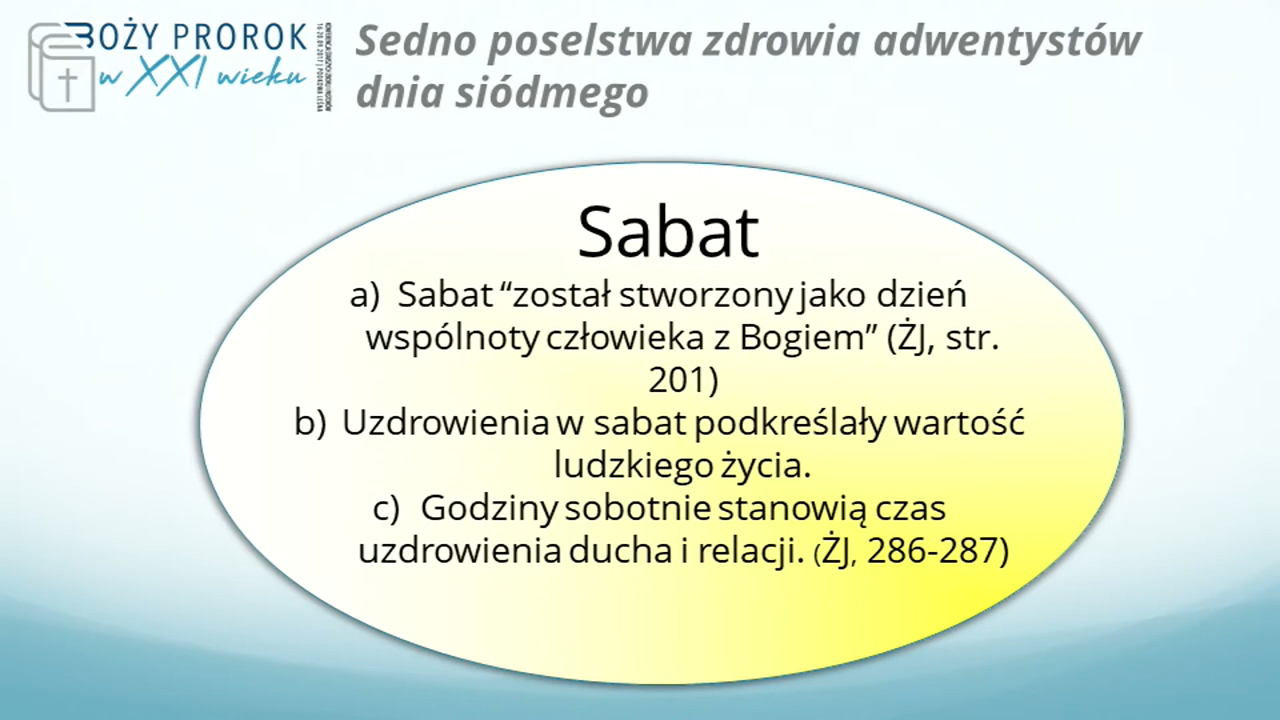 BOŻY PROROK
w XXI wieku
Sedno poselstwa zdrowia adwentystów
dnia siódmego
Sabat
a) Sabat “został stworzony jako dzień
wspólnoty człowieka z Bogiem” (ŻJ, str.
201)
b) Uzdrowienia w sabat podkreślały wartość
ludzkiego życia.
c) Godziny sobotnie stanowią czas
uzdrowienia ducha i relacji. (ŻJ, 286-287)